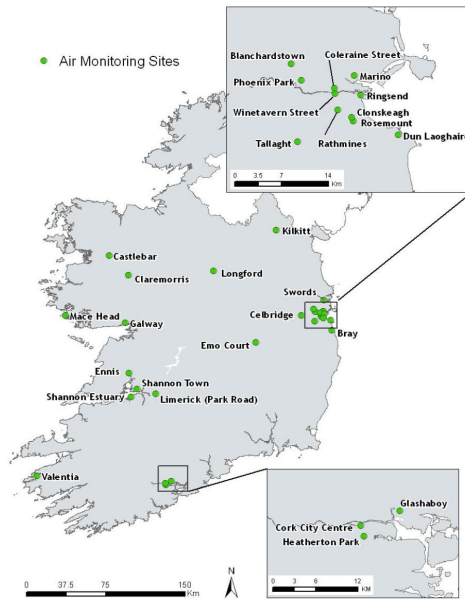 Air Monitoring Sites
Blanchardstown
Coleraine Street
Phoenix Park
Marino
Ringsend
Winetavern Street
Clonskeagh
Rosemount
Dun Laoghaire
Tallaght
Rathmines
0 3.5 7 14
Km
Kilkitt
Castlebar
Claremorris
Longford
Swords
Mace Head
Galway
Celbridge
Bray
Emo Court
Ennis
Shannon Town
Shannon Estuary
Limerick (Park Road)
Valentia
Glashaboy
Cork City Centre
Heatherton Park
0 3 6 12
KM
N
0 37.5 75 150
KM